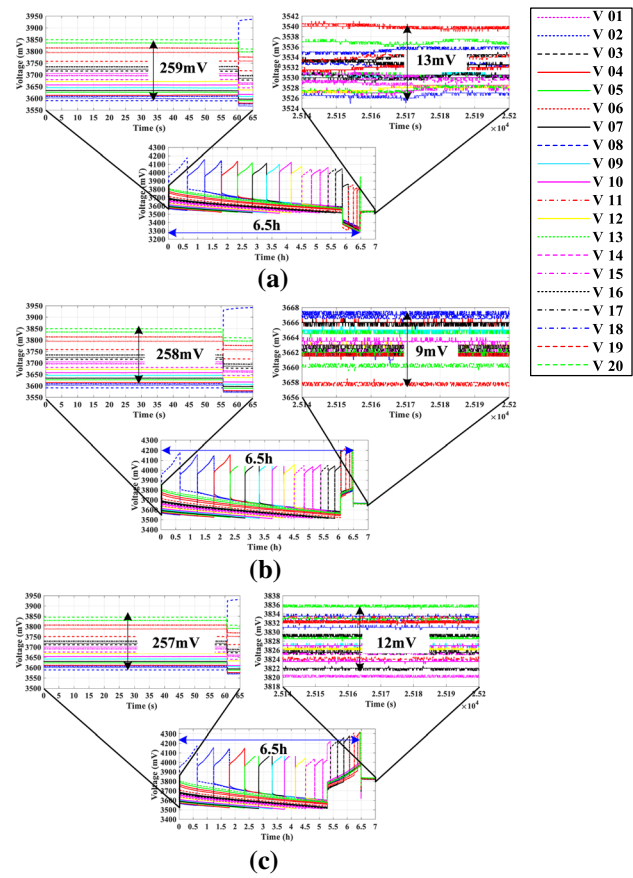 3950
3900
3850
3800
3750
3700
3650
3600
3550
Voltage (mV)
259mV
0 5 10 15 20 25 30 35 40 45 50 55 60 65
Time (s)
3542
3540
3538
3536
3534
3532
3530
3528
3526
3524
Voltage (mV)
13mV
2.515 2.516 2.517 2.518 2.519 2.52
Time (s)
×10⁴
4300
4200
4100
4000
3900
3800
3700
3600
3500
3400
3300
3200
Voltage (mV)
6.5h
0 0.5 1 1.5 2 2.5 3 3.5 4 4.5 5 5.5 6 6.5 7
Time (h)
(a)
3950
3900
3850
3800
3750
3700
3650
3600
3550
Voltage (mV)
258mV
0 5 10 15 20 25 30 35 40 45 50 55 60 65
Time (s)
3668
3666
3664
3662
3660
3658
3656
Voltage (mV)
9mV
2.514 2.515 2.516 2.517 2.518 2.519 2.52
Time (s)
×10⁴
4300
4200
4100
4000
3900
3800
3700
3600
3500
3400
Voltage (mV)
6.5h
0 0.5 1 1.5 2 2.5 3 3.5 4 4.5 5 5.5 6 6.5 7
Time (h)
(b)
3950
3900
3850
3800
3750
3700
3650
3600
3550
3500
Voltage (mV)
257mV
0 5 10 15 20 25 30 35 40 45 50 55 60 65
Time (s)
3838
3836
3834
3832
3830
3828
3826
3824
3822
3820
3818
Voltage (mV)
12mV
2.514 2.515 2.516 2.517 2.518 2.519 2.52
Time (s)
×10⁴
4300
4200
4100
4000
3900
3800
3700
3600
3500
3400
Voltage (mV)
6.5h
0 0.5 1 1.5 2 2.5 3 3.5 4 4.5 5 5.5 6 6.5 7
Time (h)
(c)
V 01
V 02
V 03
V 04
V 05
V 06
V 07
V 08
V 09
V 10
V 11
V 12
V 13
V 14
V 15
V 16
V 17
V 18
V 19
V 20